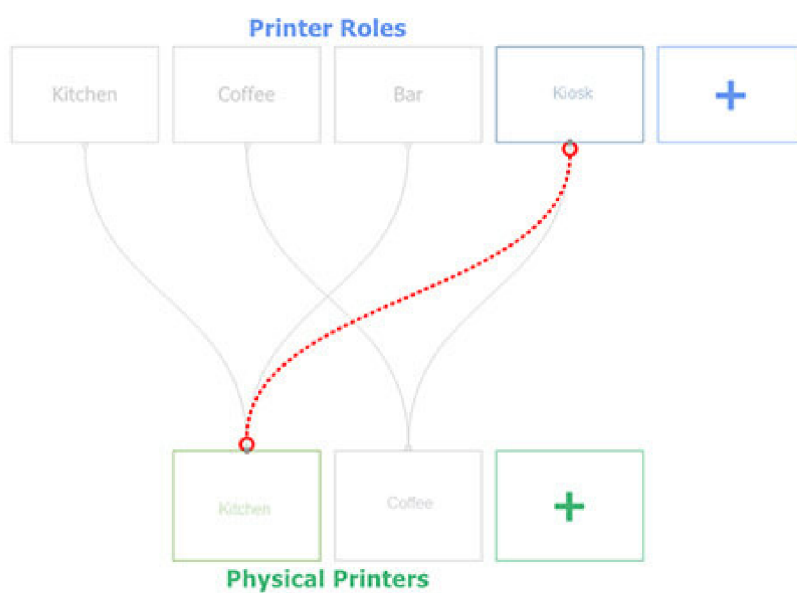 Printer Roles
Kitchen
Coffee
Bar
Kiosk
+
Kitchen
Coffee
+
Physical Printers